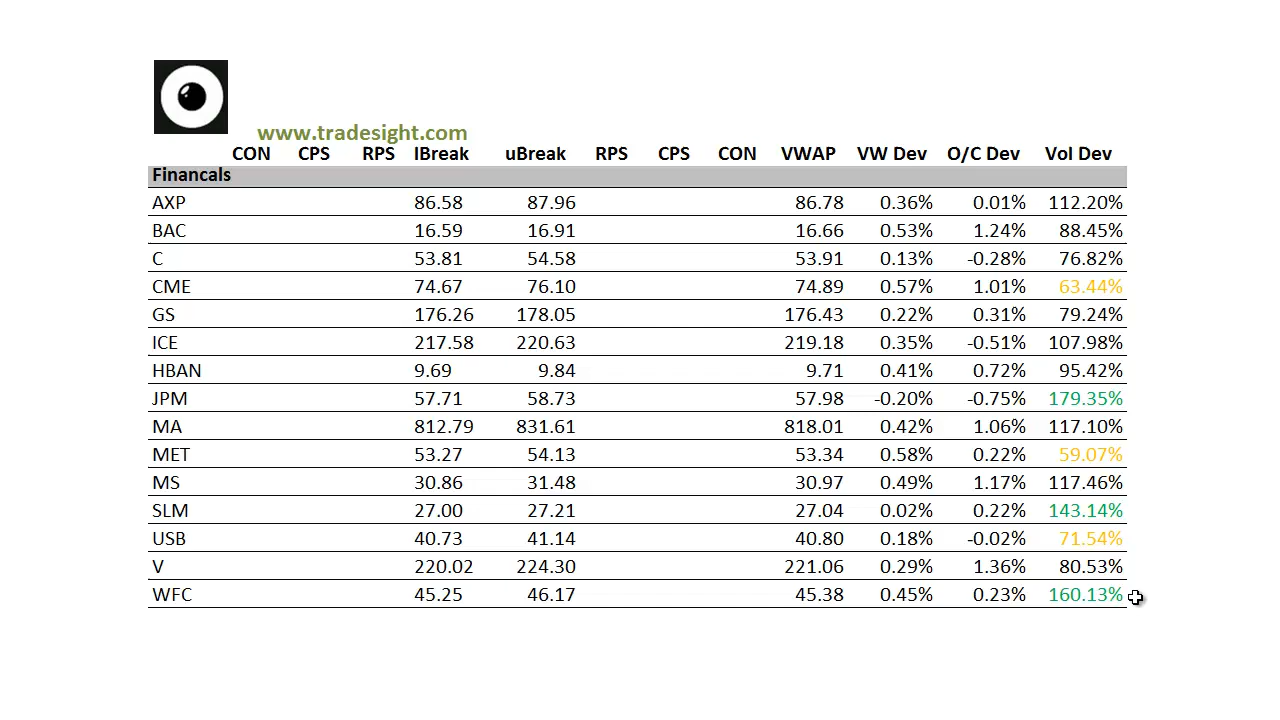 www.tradesight.com
CON CPS RPS lBreak uBreak RPS CPS CON VWAP VW Dev O/C Dev Vol Dev
Financals
AXP 86.58 87.96 86.78 0.36% 0.01% 112.20%
BAC 16.59 16.91 16.66 0.53% 1.24% 88.45%
C 53.81 54.58 53.91 0.13% -0.28% 76.82%
CME 74.67 76.10 74.89 0.57% 1.01% 63.44%
GS 176.26 178.05 176.43 0.22% 0.31% 79.24%
ICE 217.58 220.63 219.18 0.35% -0.51% 107.98%
HBAN 9.69 9.84 9.71 0.41% 0.72% 95.42%
JPM 57.71 58.73 57.98 -0.20% -0.75% 179.35%
MA 812.79 831.61 818.01 0.42% 1.06% 117.10%
MET 53.27 54.13 53.34 0.58% 0.22% 59.07%
MS 30.86 31.48 30.97 0.49% 1.17% 117.46%
SLM 27.00 27.21 27.04 0.02% 0.22% 143.14%
USB 40.73 41.14 40.80 0.18% -0.02% 71.54%
V 220.02 224.30 221.06 0.29% 1.36% 80.53%
WFC 45.25 46.17 45.38 0.45% 0.23% 160.13%